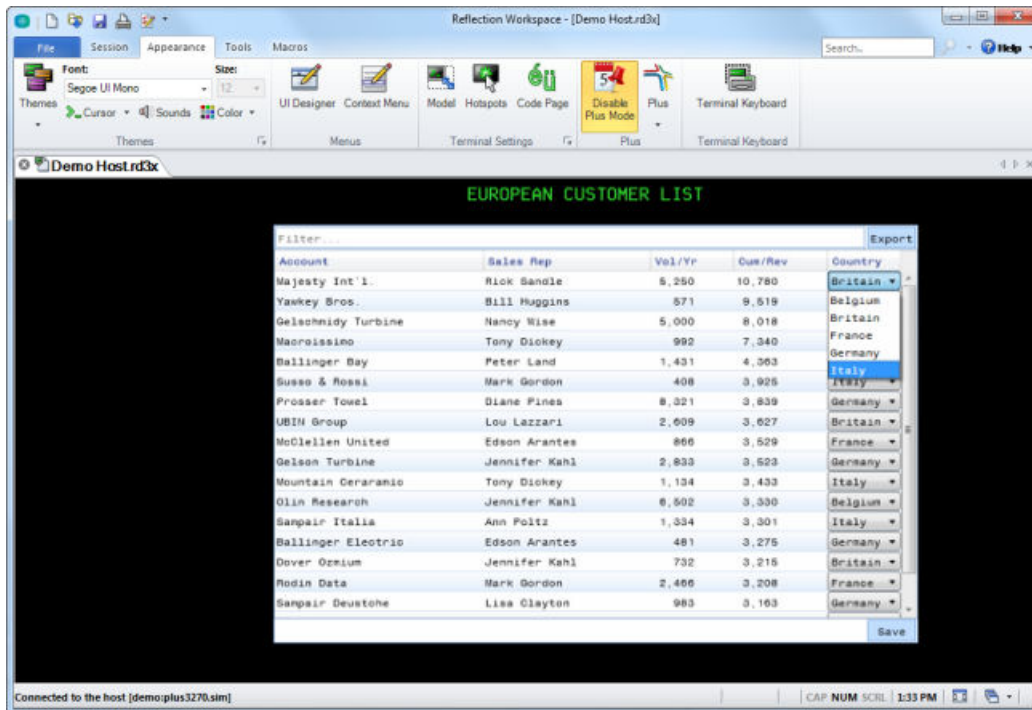 Reflection Workspace - [Demo Host.rd3x]
File Session Appearance Tools Macros Search... Help
Font: Size:
Segoe UI Mono 12
Themes Cursor Sounds Color
UI Designer Context Menu Model Hotspots Code Page Disable Plus Mode Plus Terminal Keyboard
Themes Menus Terminal Settings Plus Terminal Keyboard
Demo Host.rd3x
EUROPEAN CUSTOMER LIST
Filter... Export
Account Sales Rep Vol/Yr Cum/Rev Country
Majesty Int'l. Rick Sandle 5,250 10,780 Britain
Yawkey Bros. Bill Huggins 571 9,519 Belgium
Britain
Gelschmidy Turbine Nancy Wise 5,000 8,018
Macroissimo Tony Dickey 992 7,340 France
Germany
Ballinger Bay Peter Land 1,431 4,363 Italy
Susso & Rossi Mark Gordon 408 3,925 Italy
Prosser Towel Diane Pines 8,321 3,839 Germany
UBIN Group Lou Lazzari 2,609 3,627 Britain
McClellen United Edson Arantes 866 3,529 France
Gelson Turbine Jennifer Kahl 2,833 3,523 Germany
Mountain Ceraramic Tony Dickey 1,134 3,433 Italy
Olin Research Jennifer Kahl 6,502 3,330 Belgium
Sampair Italia Ann Poltz 1,334 3,301 Italy
Ballinger Electric Edson Arantes 481 3,275 Germany
Dover Ozmium Jennifer Kahl 732 3,215 Britain
Rodin Data Mark Gordon 2,466 3,208 France
Sampair Deustche Lisa Clayton 983 3,163 Germany
Save
Connected to the host [demo:plus3270.sim] CAP NUM SCRL 1:33 PM